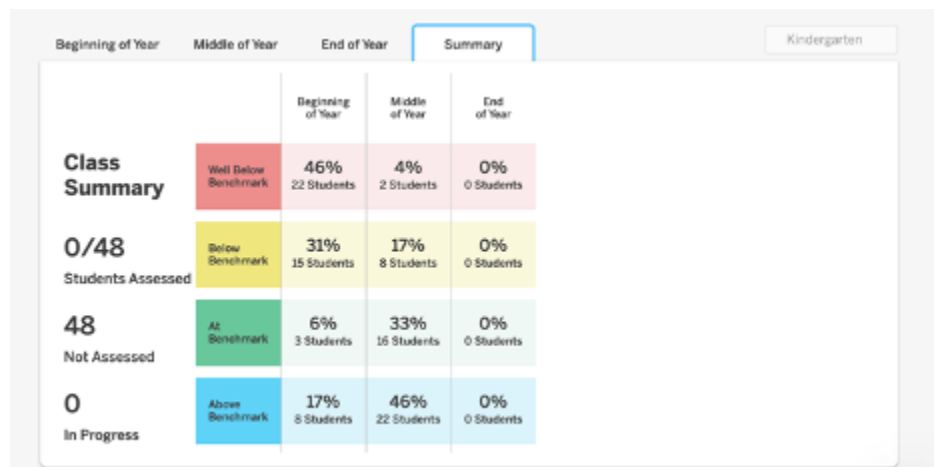 Beginning of Year Middle of Year End of Year Summary Kindergarten
Beginning of Year Middle of Year End of Year
Class Summary
Well Below Benchmark 46% 22 Students 4% 2 Students 0% 0 Students
0/48 Students Assessed
Below Benchmark 31% 15 Students 17% 8 Students 0% 0 Students
48 Not Assessed
At Benchmark 6% 3 Students 33% 16 Students 0% 0 Students
0 In Progress
Above Benchmark 17% 8 Students 46% 22 Students 0% 0 Students